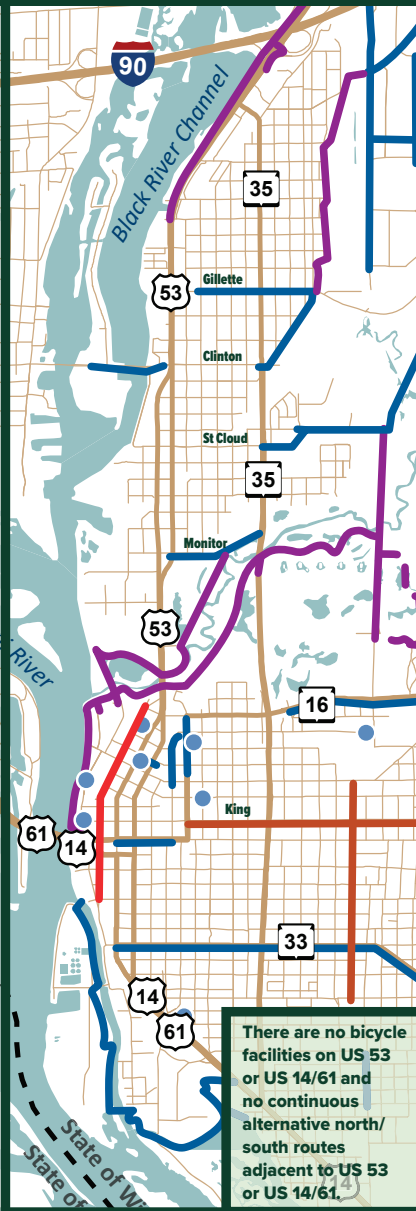 90
Black River Channel
35
Gillette
53
Clinton
St Cloud
35
Monitor
53
River
16
King
61
14
33
14
61
There are no bicycle
facilities on US 53
or US 14/61 and
no continuous
alternative north/
south routes
adjacent to US 53
or US 14/61.
14
State of Wi
State of